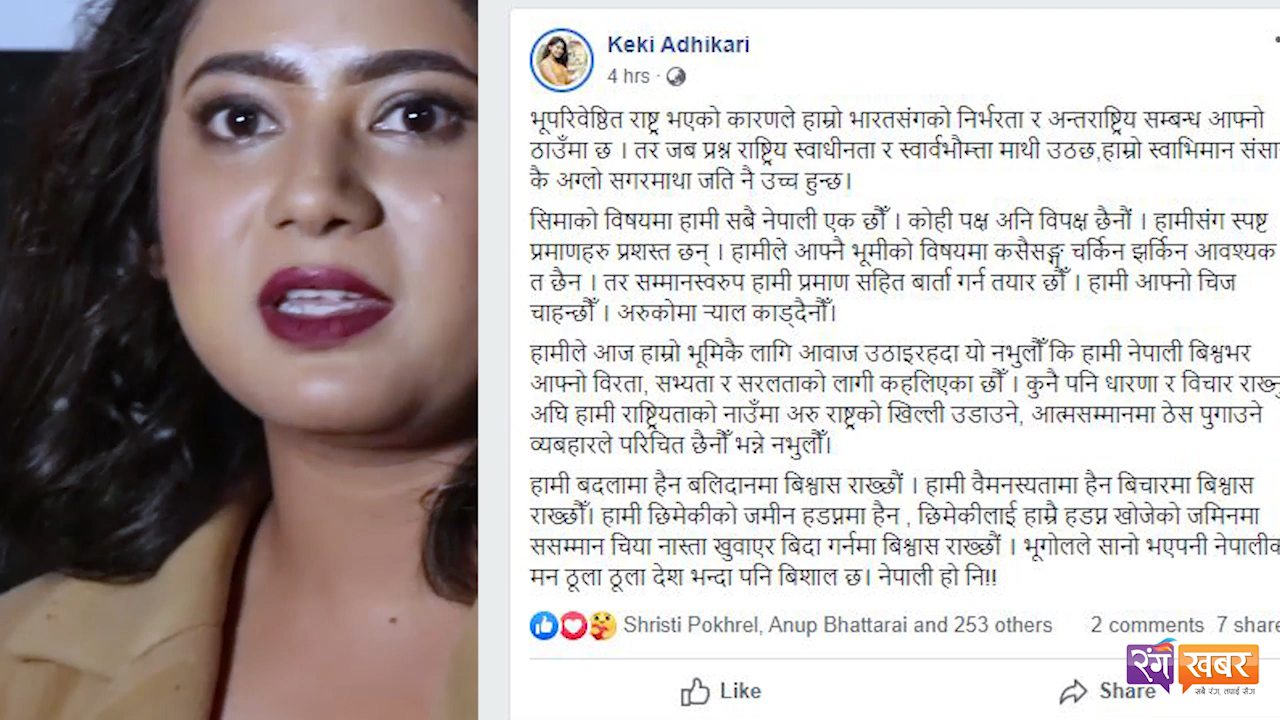 Keki Adhikari
4 hrs ·
भूपरिवेष्ठित राष्ट्र भएको कारणले हाम्रो भारतसंगको निर्भरता र अन्तराष्ट्रिय सम्बन्ध आफ्नो
ठाउँमा छ । तर जब प्रश्न राष्ट्रिय स्वाधीनता र स्वार्वभौम्त्ता माथी उठछ,हाम्रो स्वाभिमान
कै अग्लो सगरमाथा जति नै उच्च हुन्छ।
सिमाको विषयमा हामी सबै नेपाली एक छौँ । कोही पक्ष अनि विपक्ष छैनौं । हामीसंग स्पष्ट
प्रमाणहरु प्रशस्त छन् । हामीले आफ्नै भूमीको विषयमा कसैसङ्ग चर्किन झर्किन आवश्यक
त छैन । तर सम्मानस्वरुप हामी प्रमाण सहित बार्ता गर्न तयार छौँ । हामी आफ्नो चिज
चाहन्छौँ । अरुकोमा र्‍याल काड्दैनौँ।
हामीले आज हाम्रो भूमिकै लागि आवाज उठाइरहदा यो नभुलौँ कि हामी नेपाली बिश्वभर
आफ्नो विरता, सभ्यता र सरलताको लागी कहलिएका छौँ । कुनै पनि धारणा र विचार
अघि हामी राष्ट्रियताको नाउँमा अरु राष्ट्रको खिल्ली उडाउने, आत्मसम्मानमा ठेस पुगाउने
व्यबहारले परिचित छैनौँ भन्ने नभुलौँ।
हामी बदलामा हैन बलिदानमा बिश्वास राख्छौं । हामी वैमनस्यतामा हैन बिचारमा बिश्वास
राख्छौँ। हामी छिमेकीको जमीन हडप्नमा हैन , छिमेकीलाई हाम्रै हडप्न खोजेको जमिनमा
ससम्मान चिया नास्ता खुवाएर बिदा गर्नमा बिश्वास राख्छौं । भूगोलले सानो भएपनी
मन ठूला ठूला देश भन्दा पनि बिशाल छ। नेपाली हो नि!!
Shristi Pokhrel, Anup Bhattarai and 253 others 2 comments 7 share
Like Share
रंग खबर
सबै रंग, तपाईं सँग